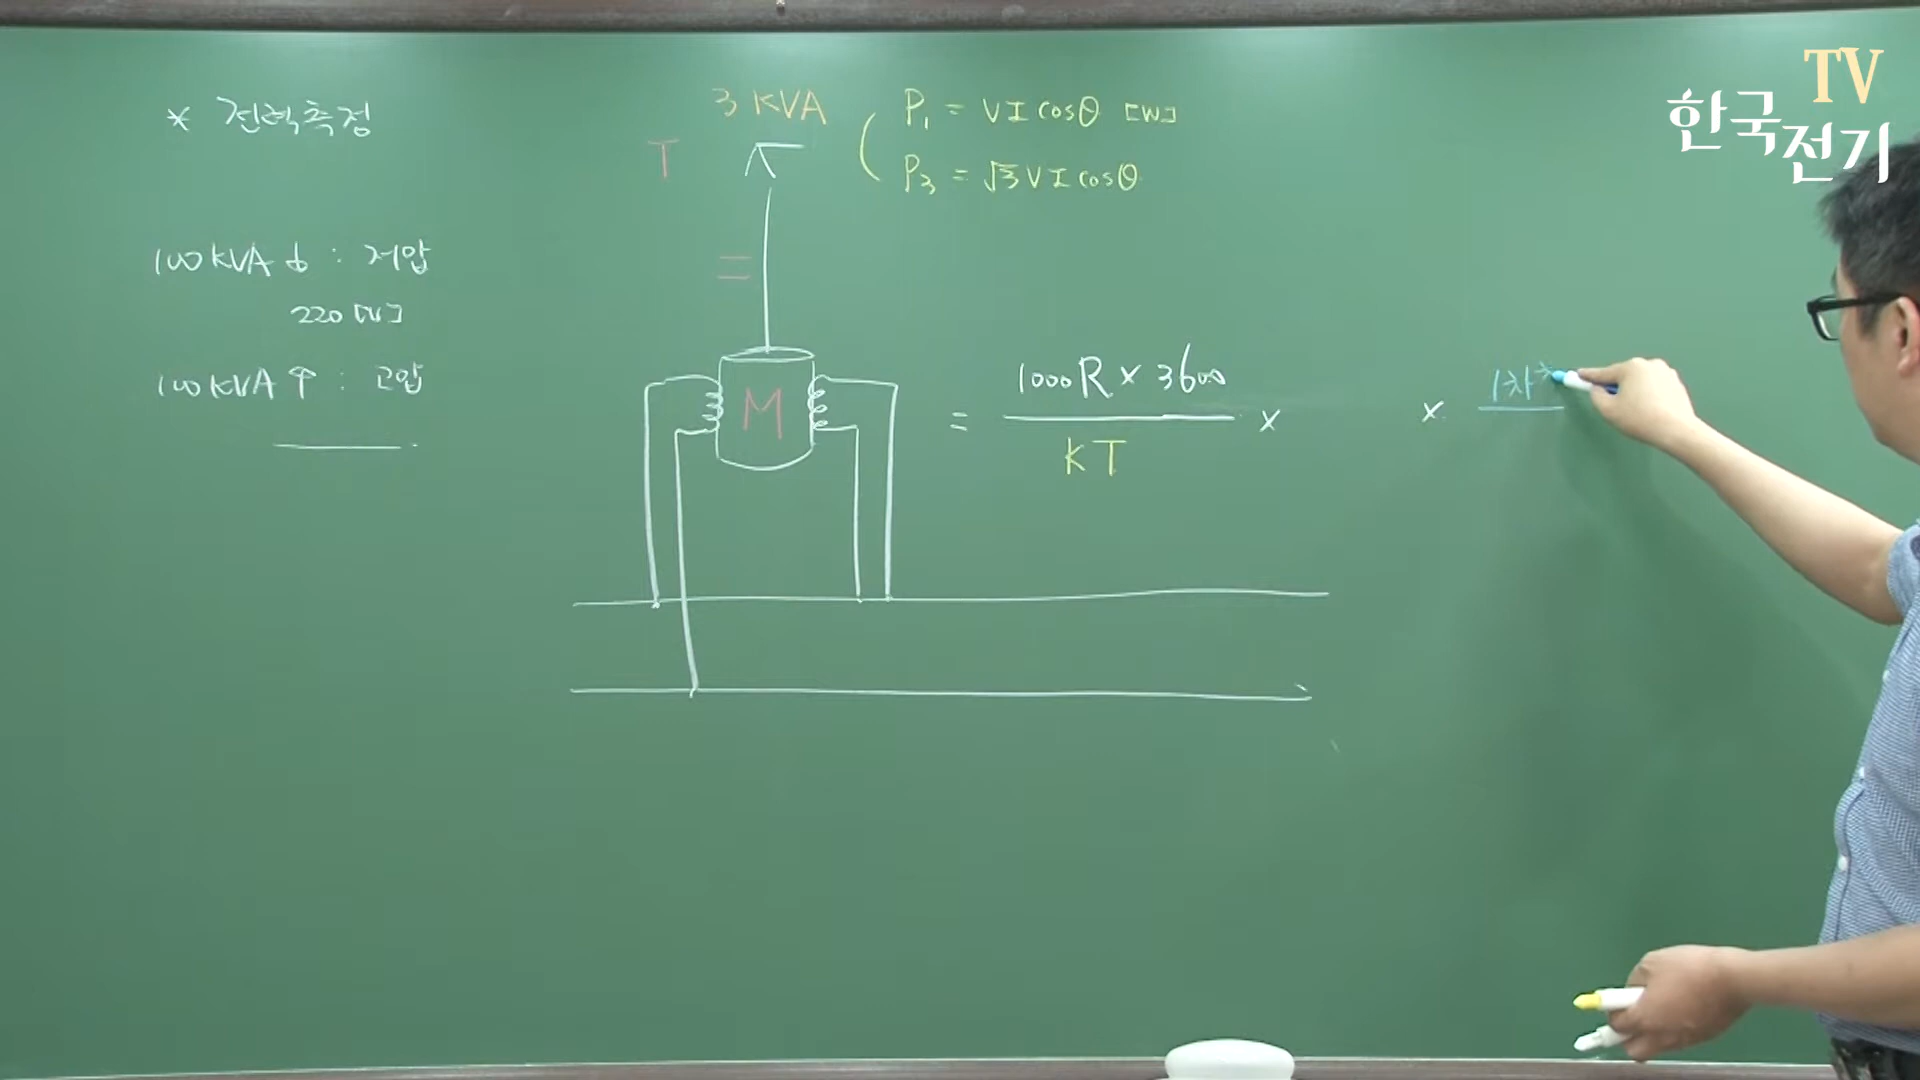 * 전력측정
100 KVA ↓ : 저압
220 [V]
100 KVA ↑ : 고압
3 KVA
T
P₁ = VI cosθ [W]
P₃ = √3 VI cosθ
=
M
= 1000R × 3600 × × 1차
KT
TV
한국
전기